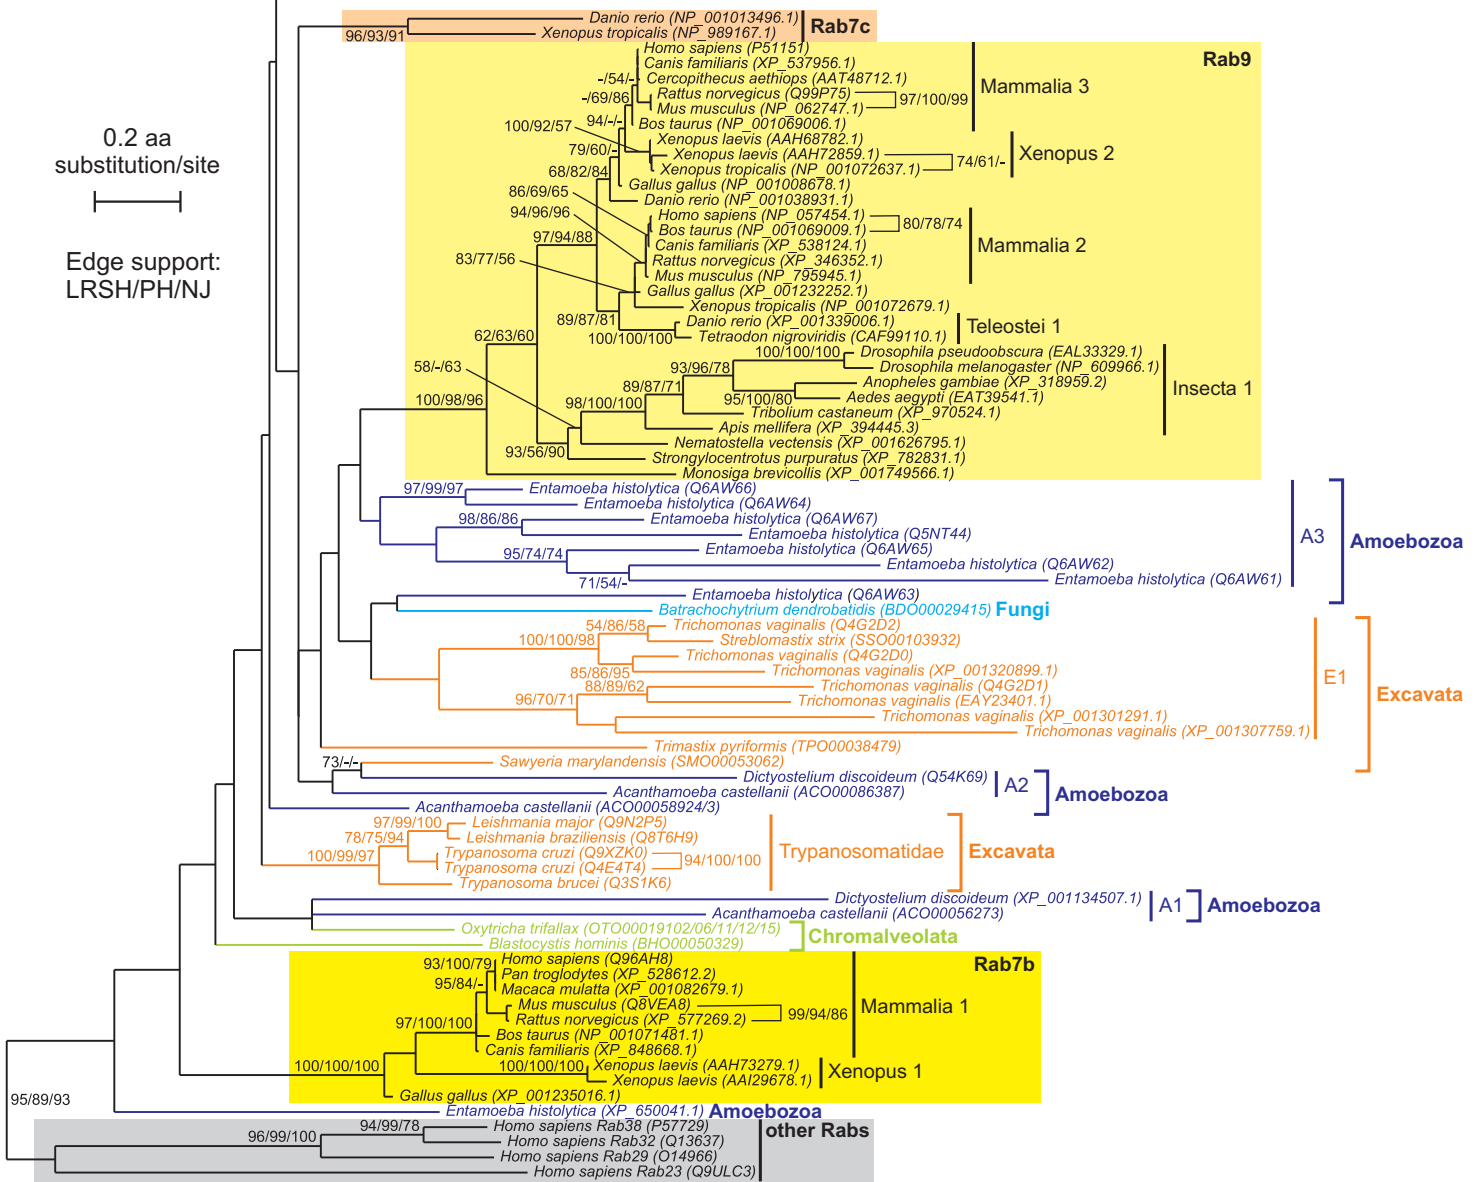 Danio rerio (NP_001013496.1)
Rab7c
96/93/91
Xenopus tropicalis (NP_989167.1)
Homo sapiens (P51151)
Rab9
Canis familiaris (XP_537956.1)
-/54/-
Cercopithecus aethiops (AAT48712.1)
Mammalia 3
-/69/86
Rattus norvegicus (Q99P75)
97/100/99
Mus musculus (NP_062747.1)
94/-/-
Bos taurus (NP_001069006.1)
0.2 aa
substitution/site
100/92/57
Xenopus laevis (AAH68782.1)
79/60/-
Xenopus laevis (AAH72859.1)
74/61/-
Xenopus 2
68/82/84
Xenopus tropicalis (NP_001072637.1)
Gallus gallus (NP_001008678.1)
86/69/65
Danio rerio (NP_001038931.1)
94/96/96
Homo sapiens (NP_057454.1)
80/78/74
Bos taurus (NP_001069009.1)
97/94/88
Canis familiaris (XP_538124.1)
Mammalia 2
Edge support:
LRSH/PH/NJ
83/77/56
Rattus norvegicus (XP_346352.1)
Mus musculus (NP_795945.1)
Gallus gallus (XP_001232252.1)
Xenopus tropicalis (NP_001072679.1)
89/87/81
Danio rerio (XP_001339006.1)
Teleostei 1
62/63/60
100/100/100
Tetraodon nigroviridis (CAF99110.1)
100/100/100
Drosophila pseudoobscura (EAL33329.1)
58/-/63
93/96/78
Drosophila melanogaster (NP_609966.1)
89/87/71
Anopheles gambiae (XP_318959.2)
Insecta 1
100/98/96
98/100/100
95/100/80
Aedes aegypti (EAT39541.1)
Tribolium castaneum (XP_970524.1)
Apis mellifera (XP_394445.3)
Nematostella vectensis (XP_001626795.1)
93/56/90
Strongylocentrotus purpuratus (XP_782831.1)
Monosiga brevicollis (XP_001749566.1)
97/99/97
Entamoeba histolytica (Q6AW66)
Entamoeba histolytica (Q6AW64)
98/86/86
Entamoeba histolytica (Q6AW67)
Entamoeba histolytica (Q5NT44)
A3
Amoebozoa
95/74/74
Entamoeba histolytica (Q6AW65)
Entamoeba histolytica (Q6AW62)
71/54/-
Entamoeba histolytica (Q6AW61)
Entamoeba histolytica (Q6AW63)
Batrachochytrium dendrobatidis (BDO00029415)
Fungi
54/86/58
Trichomonas vaginalis (Q4G2D2)
100/100/98
Streblomastix strix (SSO00103932)
Trichomonas vaginalis (Q4G2D0)
85/86/95
Trichomonas vaginalis (XP_001320899.1)
E1
88/89/62
Trichomonas vaginalis (Q4G2D1)
Excavata
96/70/71
Trichomonas vaginalis (EAY23401.1)
Trichomonas vaginalis (XP_001301291.1)
Trichomonas vaginalis (XP_001307759.1)
Trimastix pyriformis (TPO00038479)
73/-/-
Sawyeria marylandensis (SMO00053062)
Dictyostelium discoideum (Q54K69)
A2
Amoebozoa
Acanthamoeba castellanii (ACO00086387)
Acanthamoeba castellanii (ACO00058924/3)
97/99/100
Leishmania major (Q9N2P5)
78/75/94
Leishmania braziliensis (Q8T6H9)
100/99/97
Trypanosoma cruzi (Q9XZK0)
94/100/100
Trypanosomatidae
Excavata
Trypanosoma cruzi (Q4E4T4)
Trypanosoma brucei (Q3S1K6)
Dictyostelium discoideum (XP_001134507.1)
A1
Amoebozoa
Acanthamoeba castellanii (ACO00056273)
Oxytricha trifallax (OTO00019102/06/11/12/15)
Chromalveolata
Blastocystis hominis (BHO00050329)
93/100/79
Homo sapiens (Q96AH8)
Rab7b
Pan troglodytes (XP_528612.2)
95/84/-
Macaca mulatta (XP_001082679.1)
Mus musculus (Q8VEA8)
99/94/86
Mammalia 1
97/100/100
Rattus norvegicus (XP_577269.2)
Bos taurus (NP_001071481.1)
Canis familiaris (XP_848668.1)
100/100/100
100/100/100
Xenopus laevis (AAH73279.1)
Xenopus 1
Xenopus laevis (AAI29678.1)
Gallus gallus (XP_001235016.1)
95/89/93
Entamoeba histolytica (XP_650041.1)
Amoebozoa
94/99/78
Homo sapiens Rab38 (P57729)
other Rabs
96/99/100
Homo sapiens Rab32 (Q13637)
Homo sapiens Rab29 (O14966)
Homo sapiens Rab23 (Q9ULC3)